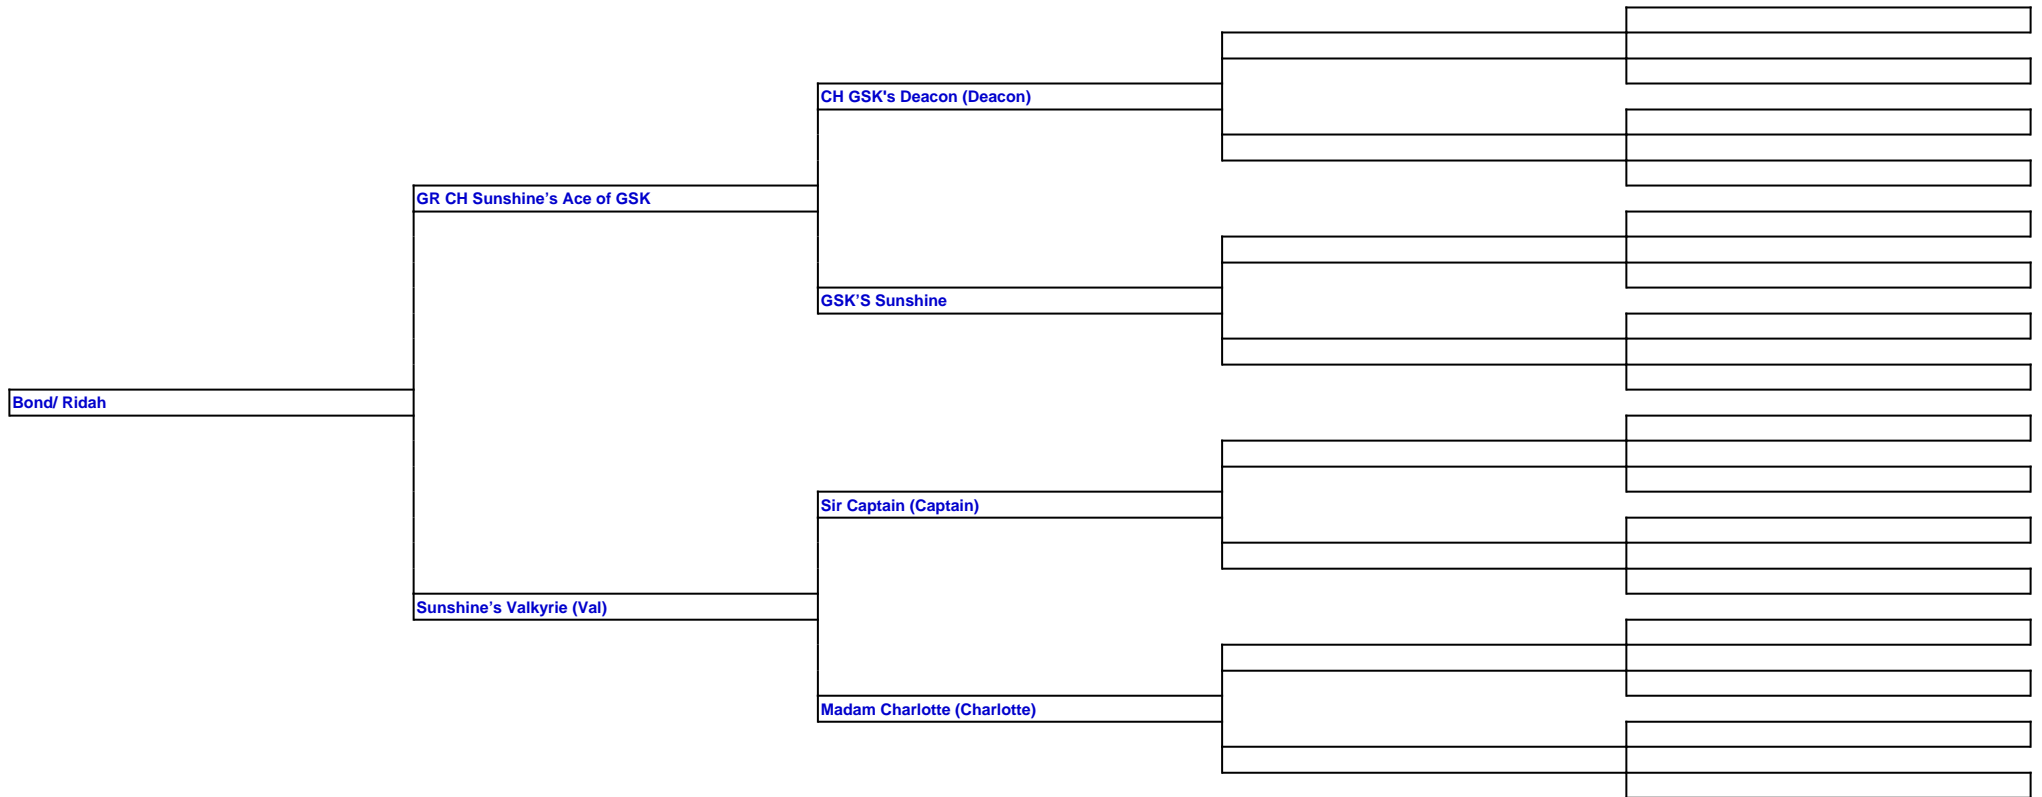 CH GSK's Deacon (Deacon)
GR CH Sunshine’s Ace of GSK
GSK’S Sunshine
Bond/ Ridah
Sir Captain (Captain)
Sunshine’s Valkyrie (Val)
Madam Charlotte (Charlotte)